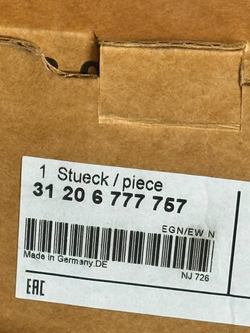 1 Stueck / piece
31 20 6 777 757
EGN/EW N
Made in Germany.DE
NJ 726
EAC